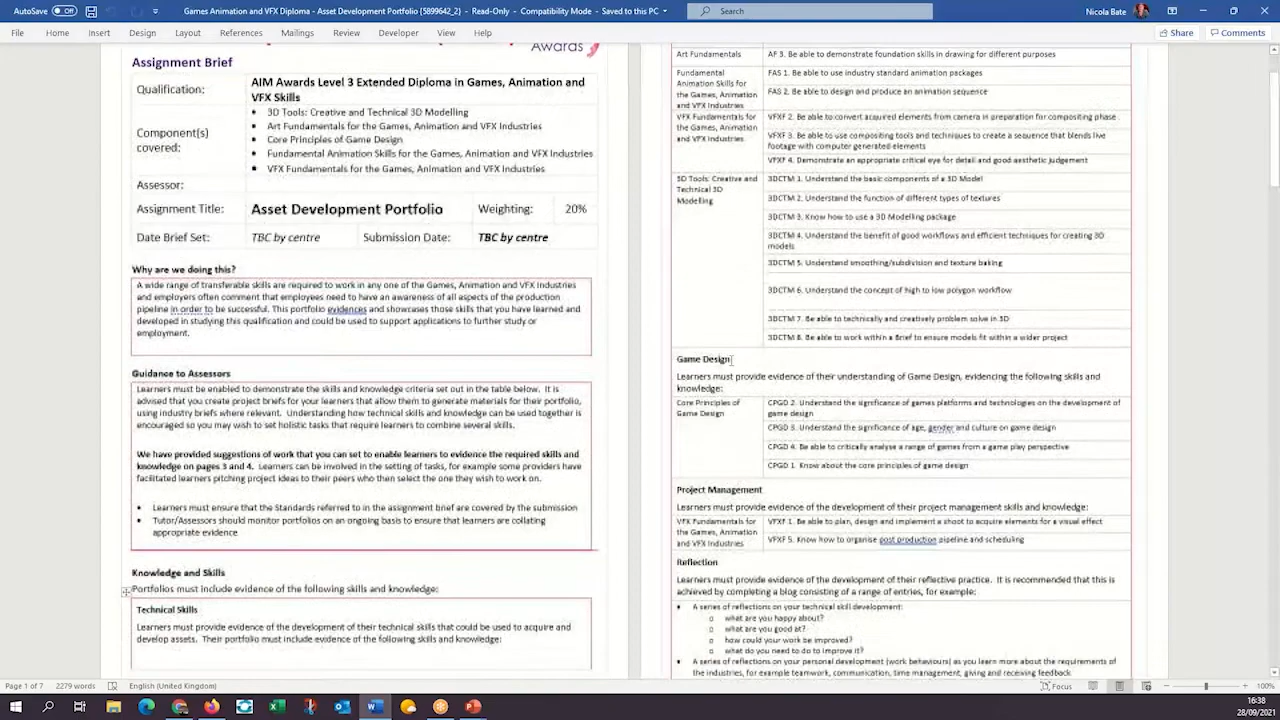 AutoSave Off
Games Animation and VFX Diploma - Asset Development Portfolio (5899642_2) - Read-Only - Compatibility Mode - Saved to this PC
Search
Nicola Bate
File Home Insert Design Layout References Mailings Review Developer View Help
Share Comments
Awards
Assignment Brief
Qualification: AIM Awards Level 3 Extended Diploma in Games, Animation and
VFX Skills
Component(s)
covered:
• 3D Tools: Creative and Technical 3D Modelling
• Art Fundamentals for the Games, Animation and VFX Industries
• Core Principles of Game Design
• Fundamental Animation Skills for the Games, Animation and VFX Industries
• VFX Fundamentals for the Games, Animation and VFX Industries
Assessor:
Assignment Title: Asset Development Portfolio Weighting: 20%
Date Brief Set: TBC by centre Submission Date: TBC by centre
Why are we doing this?
A wide range of transferable skills are required to work in any one of the Games, Animation and VFX Industries
and employers often comment that employees need to have an awareness of all aspects of the production
pipeline in order to be successful. This portfolio evidences and showcases those skills that you have learned and
developed in studying this qualification and could be used to support applications to further study or
employment.
Guidance to Assessors
Learners must be enabled to demonstrate the skills and knowledge criteria set out in the table below. It is
advised that you create project briefs for your learners that allow them to generate materials for their portfolio,
using industry briefs where relevant. Understanding how technical skills and knowledge can be used together is
encouraged so you may wish to set holistic tasks that require learners to combine several skills.
We have provided suggestions of work that you can set to enable learners to evidence the required skills and
knowledge on pages 3 and 4. Learners can be involved in the setting of tasks, for example some providers have
facilitated learners pitching project ideas to their peers who then select the one they wish to work on.
• Learners must ensure that the Standards referred to in the assignment brief are covered by the submission
• Tutor/Assessors should monitor portfolios on an ongoing basis to ensure that learners are collating
appropriate evidence
Knowledge and Skills
Portfolios must include evidence of the following skills and knowledge:
Technical Skills
Learners must provide evidence of the development of their technical skills that could be used to acquire and
develop assets. Their portfolio must include evidence of the following skills and knowledge:
Art Fundamentals
AF 3. Be able to demonstrate foundation skills in drawing for different purposes
Fundamental
Animation Skills for
the Games, Animation
and VFX Industries
FAS 1. Be able to use industry standard animation packages
FAS 2. Be able to design and produce an animation sequence
VFX Fundamentals for
the Games, Animation
and VFX Industries
VFXF 2. Be able to convert acquired elements from camera in preparation for compositing phase
VFXF 3. Be able to use compositing tools and techniques to create a sequence that blends live
footage with computer generated elements
VFXF 4. Demonstrate an appropriate critical eye for detail and good aesthetic judgement
3D Tools: Creative and
Technical 3D
Modelling
3DCTM 1. Understand the basic components of a 3D Model
3DCTM 2. Understand the function of different types of textures
3DCTM 3. Know how to use a 3D Modelling package
3DCTM 4. Understand the benefit of good workflows and efficient techniques for creating 3D
models
3DCTM 5. Understand smoothing/subdivision and texture baking
3DCTM 6. Understand the concept of high to low polygon workflow
3DCTM 7. Be able to technically and creatively problem solve in 3D
3DCTM 8. Be able to work within a Brief to ensure models fit within a wider project
Game Design
Learners must provide evidence of their understanding of Game Design, evidencing the following skills and
knowledge:
Core Principles of
Game Design
CPGD 2. Understand the significance of games platforms and technologies on the development of
game design
CPGD 3. Understand the significance of age, gender and culture on game design
CPGD 4. Be able to critically analyse a range of games from a game play perspective
CPGD 1. Know about the core principles of game design
Project Management
Learners must provide evidence of the development of their project management skills and knowledge:
VFX Fundamentals for
the Games, Animation
and VFX Industries
VFXF 1. Be able to plan, design and implement a shoot to acquire elements for a visual effect
VFXF 5. Know how to organise post production pipeline and scheduling
Reflection
Learners must provide evidence of the development of their reflective practice. It is recommended that this is
achieved by completing a blog consisting of a range of entries, for example:
• A series of reflections on your technical skill development:
o what are you happy about?
o what are you good at?
o how could your work be improved?
o what do you need to do to improve it?
• A series of reflections on your personal development (work behaviours) as you learn more about the requirements of
the industries, for example teamwork, communication, time management, giving and receiving feedback
Page 1 of 7 2279 words English (United Kingdom) Focus 100%
16:38
28/09/2021